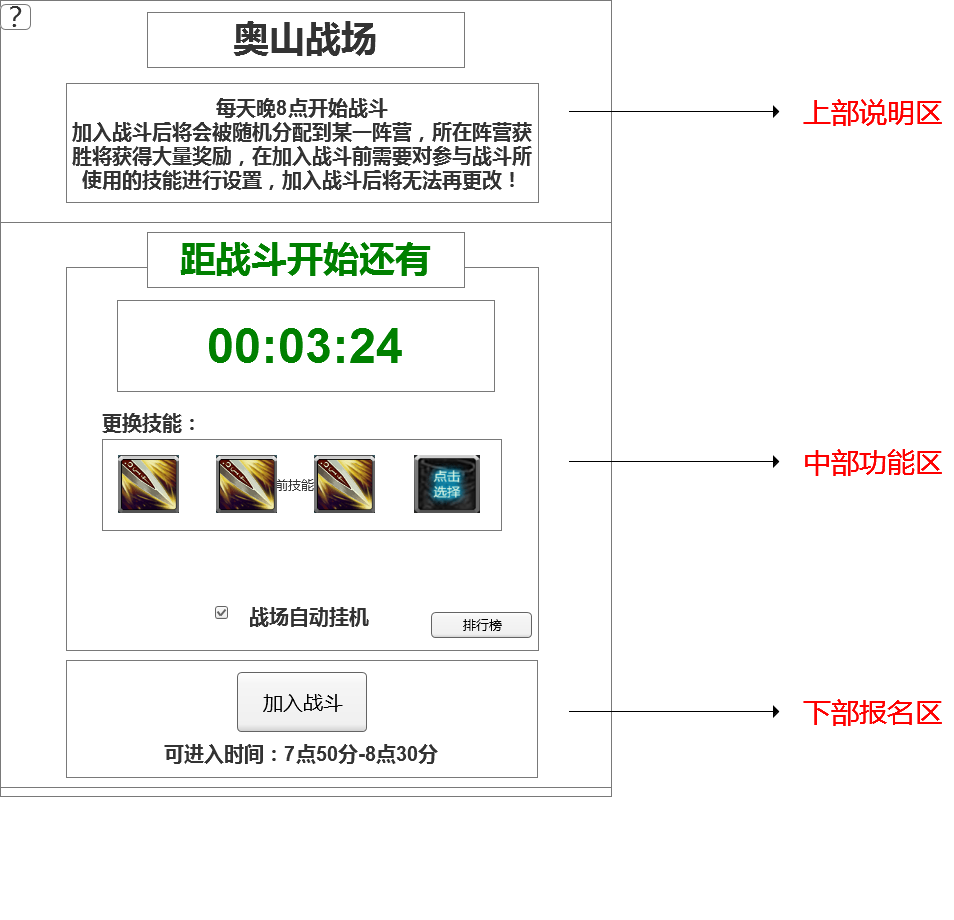 ?
奥山战场
每天晚8点开始战斗
加入战斗后将会被随机分配到某一阵营，所在阵营获
胜将获得大量奖励，在加入战斗前需要对参与战斗所
使用的技能进行设置，加入战斗后将无法再更改！
上部说明区
距战斗开始还有
00:03:24
更换技能：
前技能
点击
选择
中部功能区
战场自动挂机
排行榜
加入战斗
可进入时间：7点50分-8点30分
下部报名区